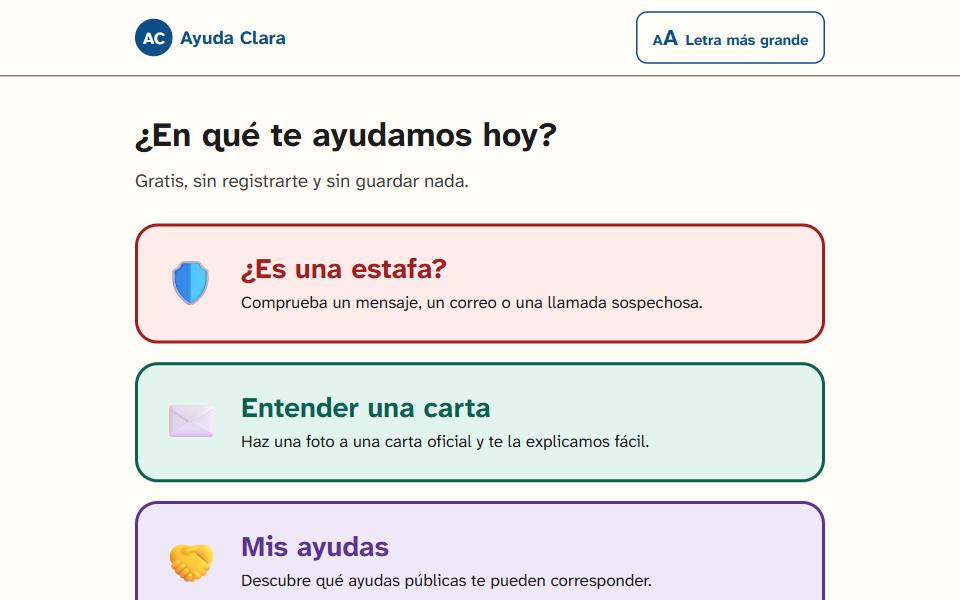 AC Ayuda Clara
AA Letra más grande
¿En qué te ayudamos hoy?
Gratis, sin registrarte y sin guardar nada.
¿Es una estafa?
Comprueba un mensaje, un correo o una llamada sospechosa.
Entender una carta
Haz una foto a una carta oficial y te la explicamos fácil.
Mis ayudas
Descubre qué ayudas públicas te pueden corresponder.